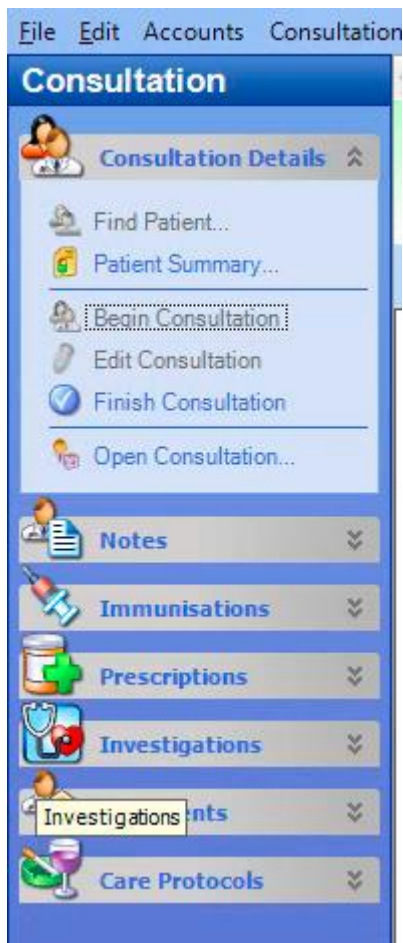 File Edit Accounts Consultation
Consultation
Consultation Details
Find Patient...
Patient Summary...
Begin Consultation
Edit Consultation
Finish Consultation
Open Consultation...
Notes
Immunisations
Prescriptions
Investigations
Investigations nts
Care Protocols